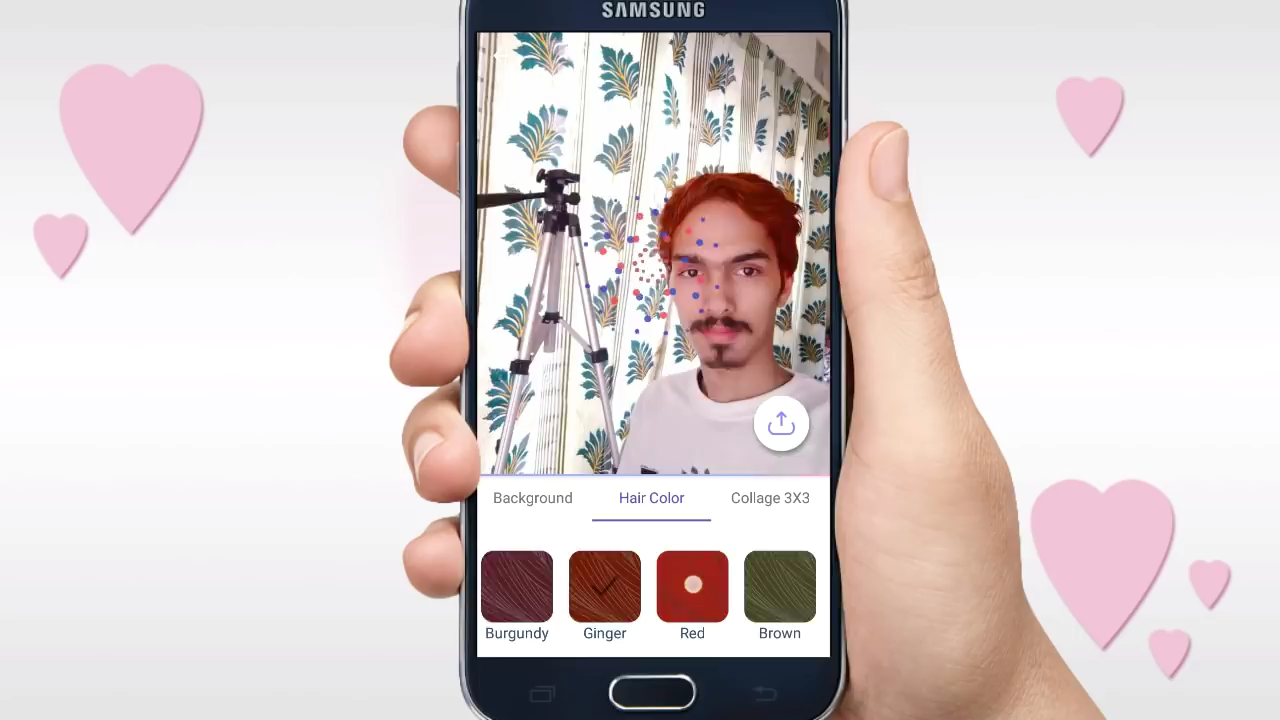 SAMSUNG
Background
Hair Color
Collage 3X3
Burgundy
Ginger
Red
Brown